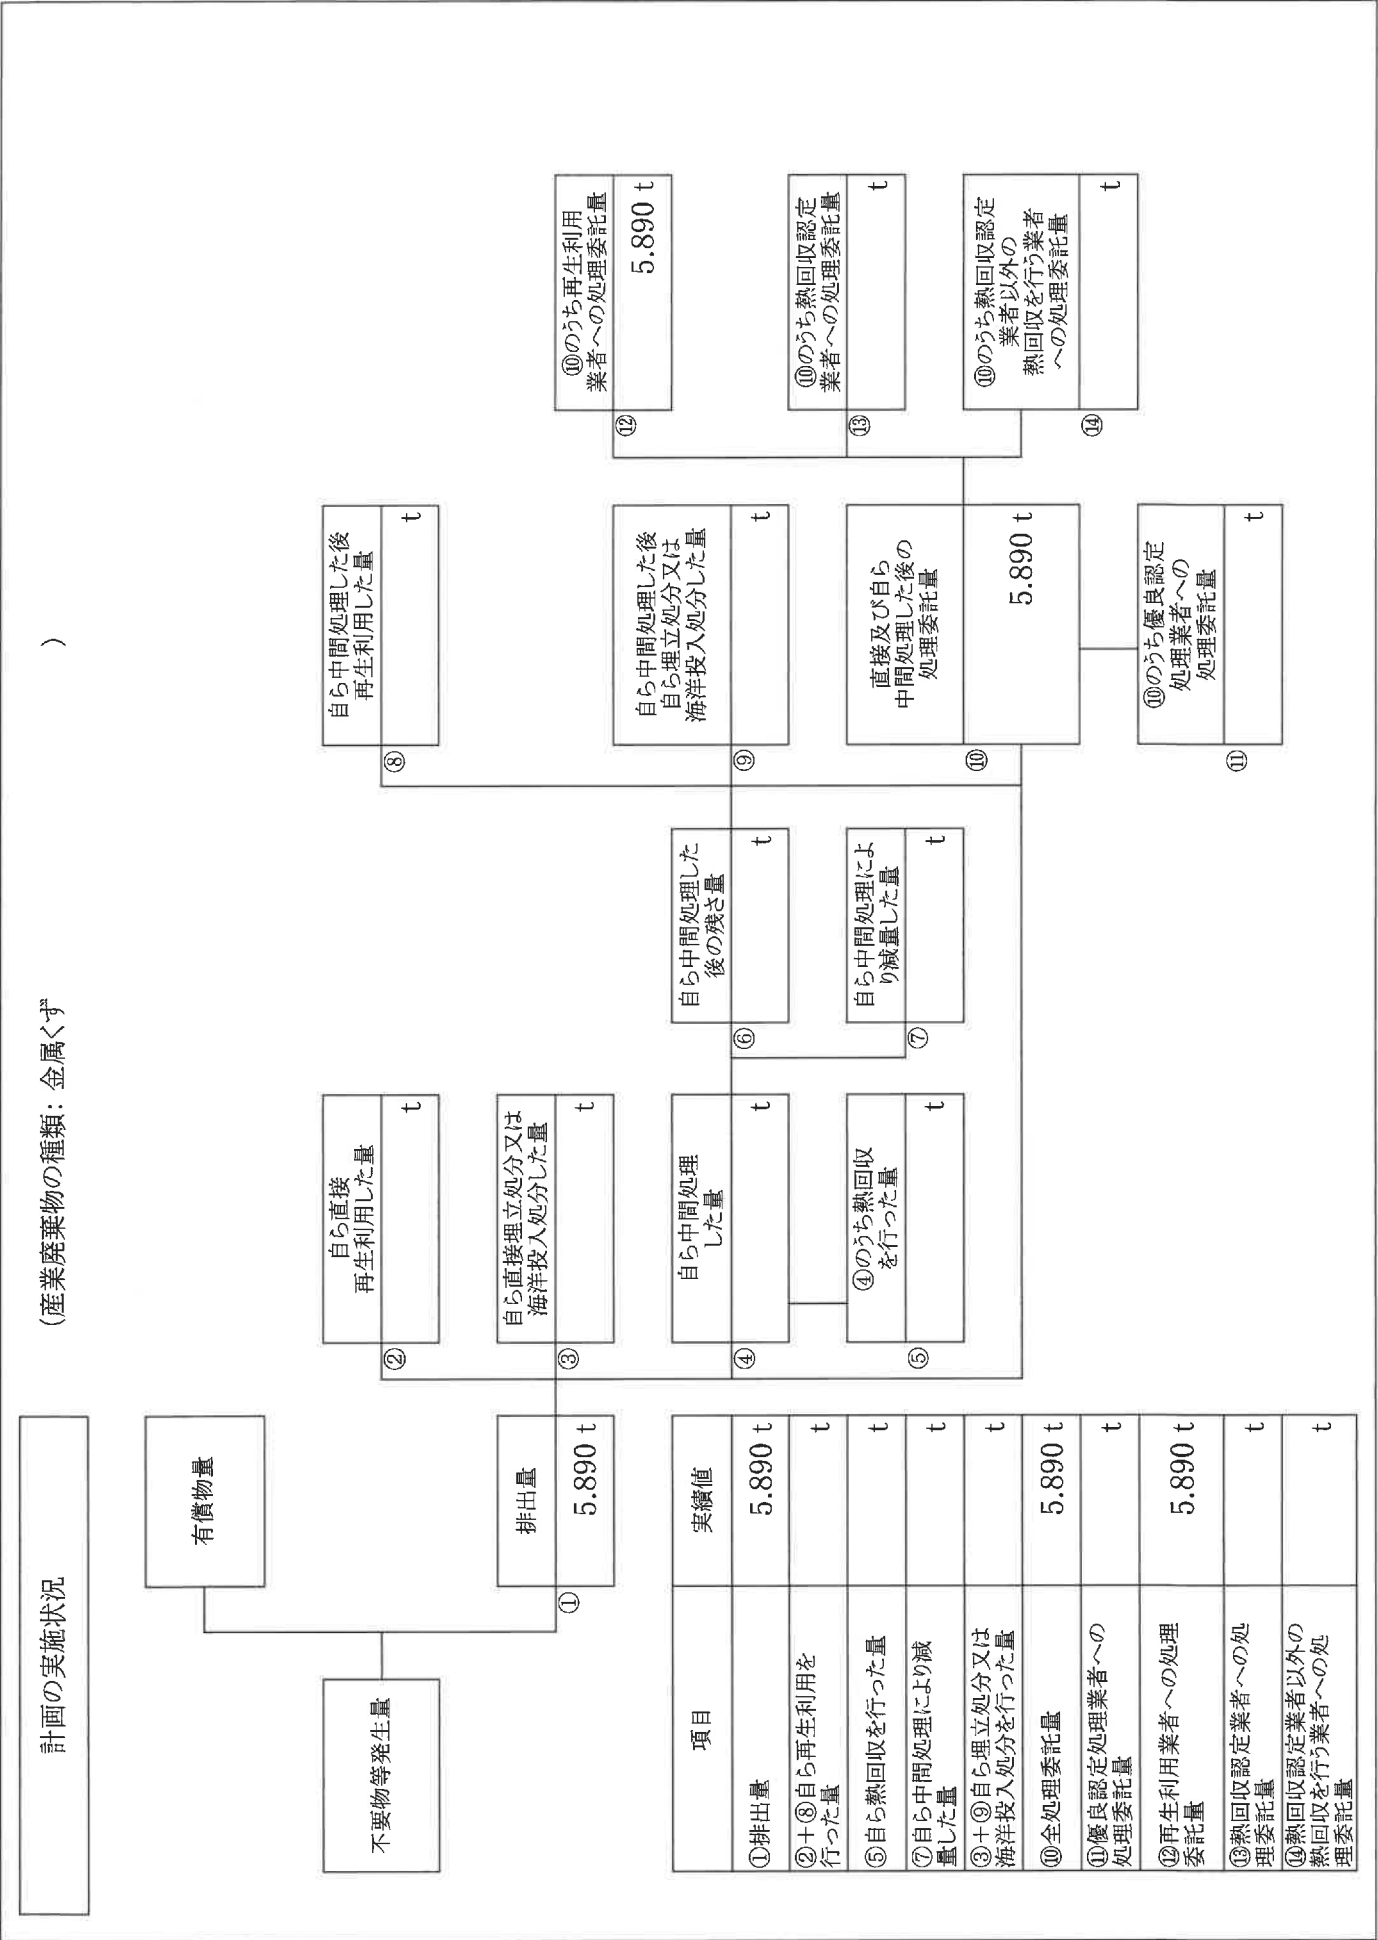 計画の実施状況
(産業廃棄物の種類：金属くず
)
不要物等発生量
有償物量
①
排出量
5.890 t
②
自ら直接
再生利用した量
t
③
自ら直接埋立処分又は
海洋投入処分した量
t
④
自ら中間処理
した量
t
⑤
④のうち熱回収
を行った量
t
⑥
自ら中間処理した
後の残さ量
t
⑦
自ら中間処理によ
り減量した量
t
⑧
自ら中間処理した後
再生利用した量
t
⑨
自ら中間処理した後
自ら埋立処分又は
海洋投入処分した量
t
⑩
直接及び自ら
中間処理した後の
処理委託量
5.890 t
⑪
⑩のうち優良認定
処理業者への
処理委託量
t
⑫
⑩のうち再生利用
業者への処理委託量
5.890 t
⑬
⑩のうち熱回収認定
業者への処理委託量
t
⑭
⑩のうち熱回収認定
業者以外の
熱回収を行う業者
への処理委託量
t
項目
実績値
①排出量
5.890 t
②＋⑧自ら再生利用を
行った量
t
⑤自ら熱回収を行った量
t
⑦自ら中間処理により減
量した量
t
③＋⑨自ら埋立処分又は
海洋投入処分を行った量
t
⑩全処理委託量
5.890 t
⑪優良認定処理業者への
処理委託量
t
⑫再生利用業者への処理
委託量
5.890 t
⑬熱回収認定業者への処
理委託量
t
⑭熱回収認定業者以外の
熱回収を行う業者への処
理委託量
t